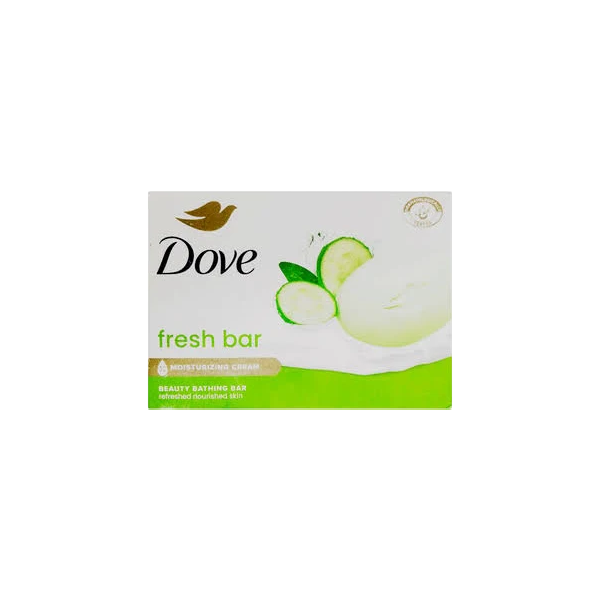 Dove
fresh bar
MOISTURIZING CREAM
BEAUTY BATHING BAR
refreshed nourished skin